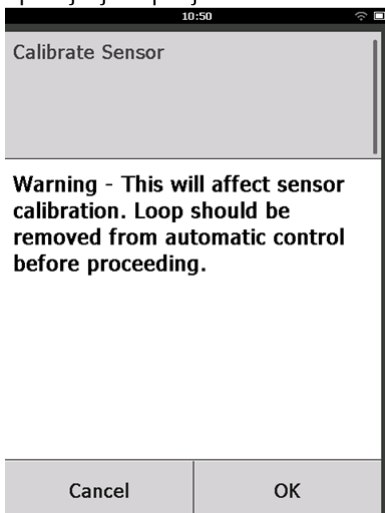 10:50
Calibrate Sensor
Warning - This will affect sensor
calibration. Loop should be
removed from automatic control
before proceeding.
Cancel
OK